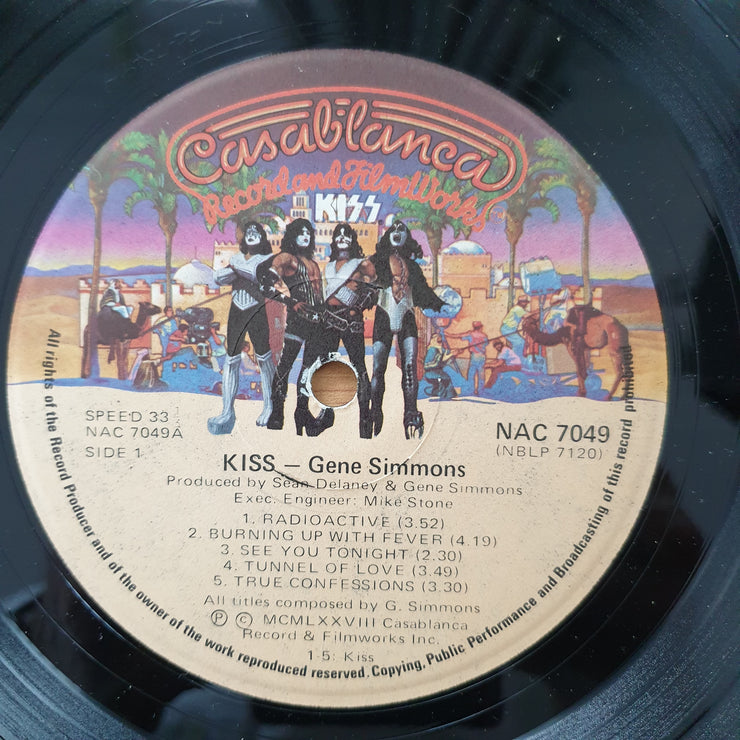 Casablanca
Record and FilmWorks
KISS
SPEED 33⅓
NAC 7049A
SIDE 1
NAC 7049
(NBLP 7120)
KISS – Gene Simmons
Produced by Sean Delaney & Gene Simmons
Exec. Engineer: Mike Stone
1. RADIOACTIVE (3.52)
2. BURNING UP WITH FEVER (4.19)
3. SEE YOU TONIGHT (2.30)
4. TUNNEL OF LOVE (3.49)
5. TRUE CONFESSIONS (3.30)
All titles composed by G. Simmons
Ⓟ © MCMLXXVIII Casablanca
Record & Filmworks Inc.
1-5: Kiss
All rights of the Record Producer and of the owner of the work reproduced reserved. Copying, Public Performance and Broadcasting of this record prohibited